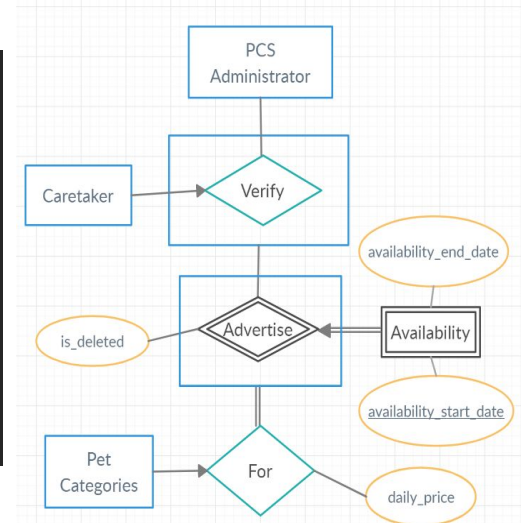 PCS
Administrator
Caretaker
Verify
availability_end_date
is_deleted
Advertise
Availability
availability_start_date
Pet
Categories
For
daily_price